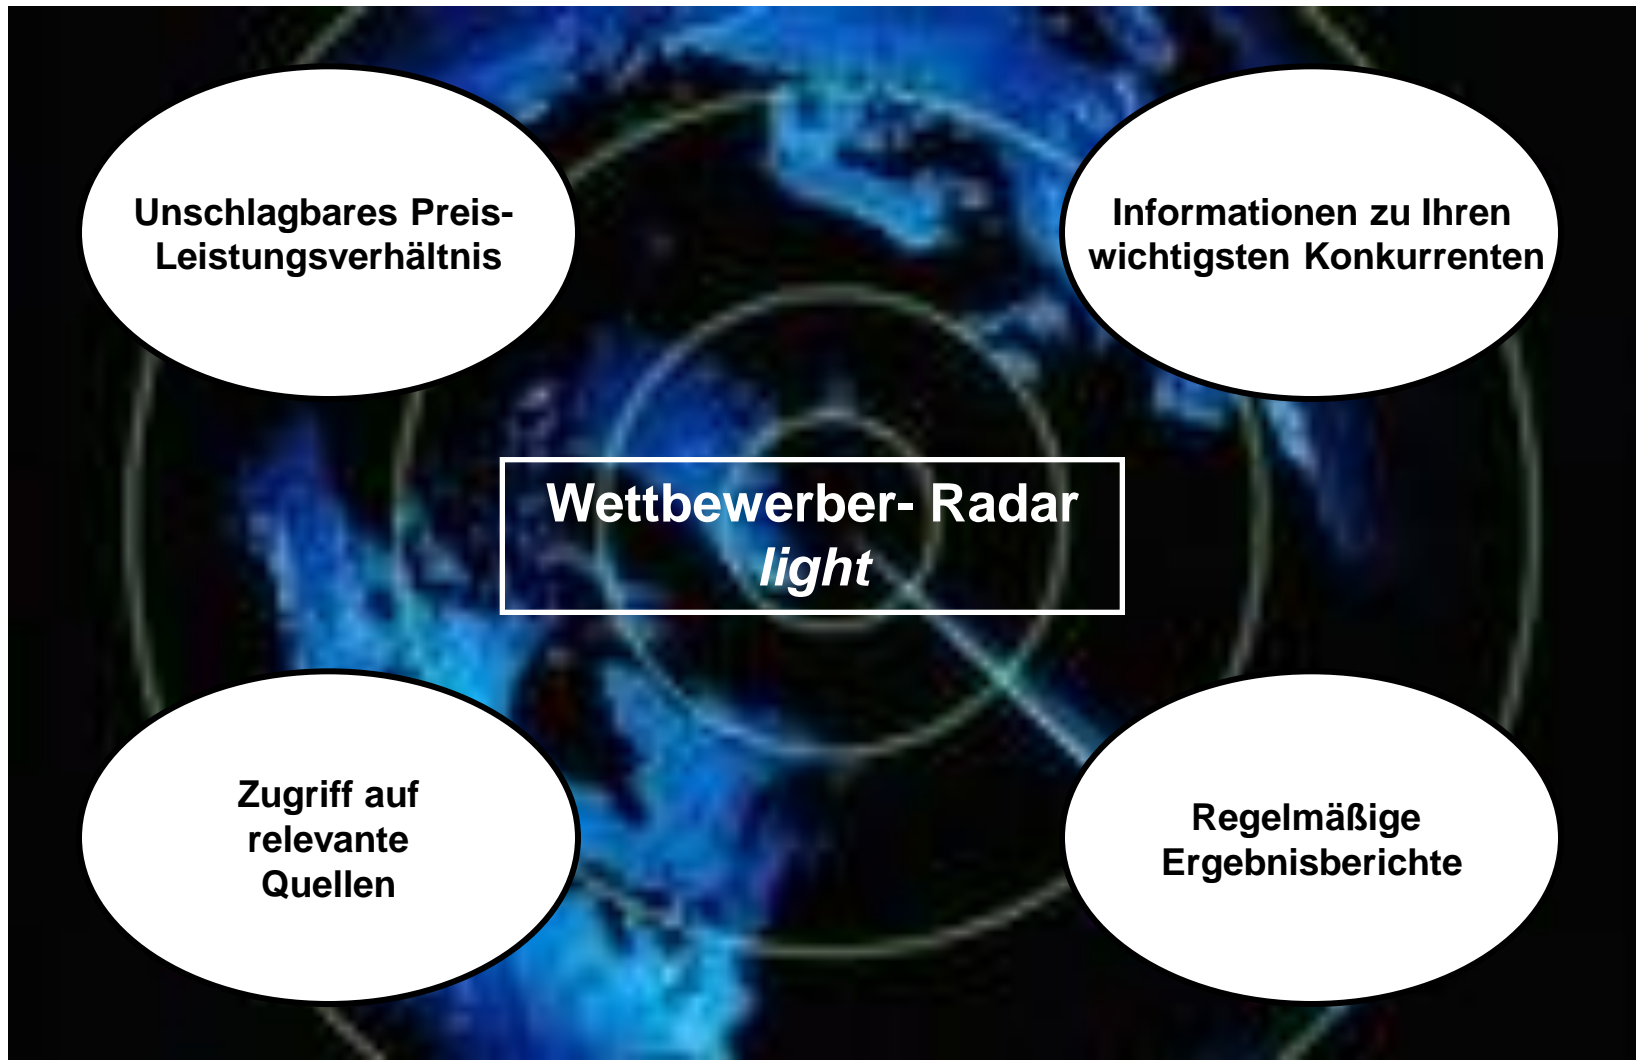 Unschlagbares Preis-
Leistungsverhältnis
Informationen zu Ihren
wichtigsten Konkurrenten
Wettbewerber- Radar
light
Zugriff auf
relevante
Quellen
Regelmäßige
Ergebnisberichte